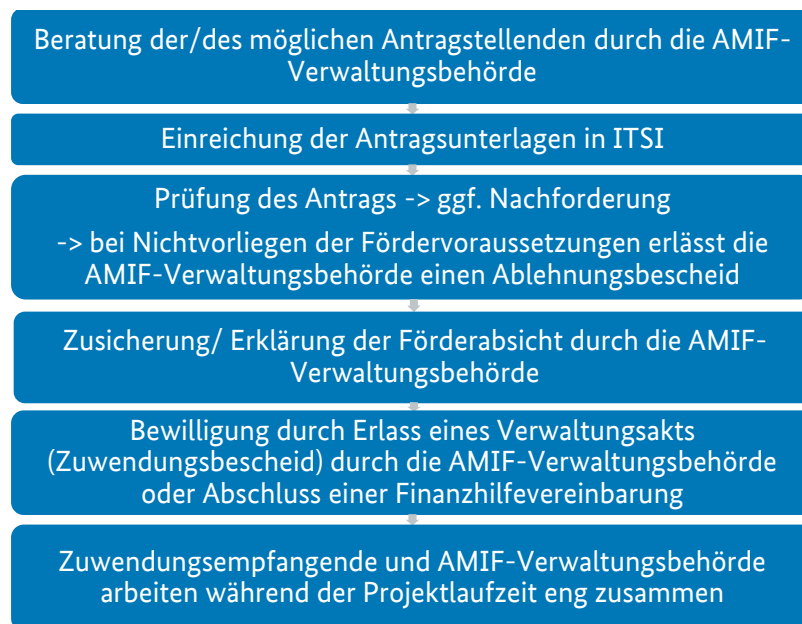 Beratung der/des möglichen Antragstellenden durch die AMIF-
Verwaltungsbehörde
Einreichung der Antragsunterlagen in ITSI
Prüfung des Antrags -> ggf. Nachforderung
-> bei Nichtvorliegen der Fördervoraussetzungen erlässt die
AMIF-Verwaltungsbehörde einen Ablehnungsbescheid
Zusicherung/ Erklärung der Förderabsicht durch die AMIF-
Verwaltungsbehörde
Bewilligung durch Erlass eines Verwaltungsakts
(Zuwendungsbescheid) durch die AMIF-Verwaltungsbehörde
oder Abschluss einer Finanzhilfevereinbarung
Zuwendungsempfangende und AMIF-Verwaltungsbehörde
arbeiten während der Projektlaufzeit eng zusammen